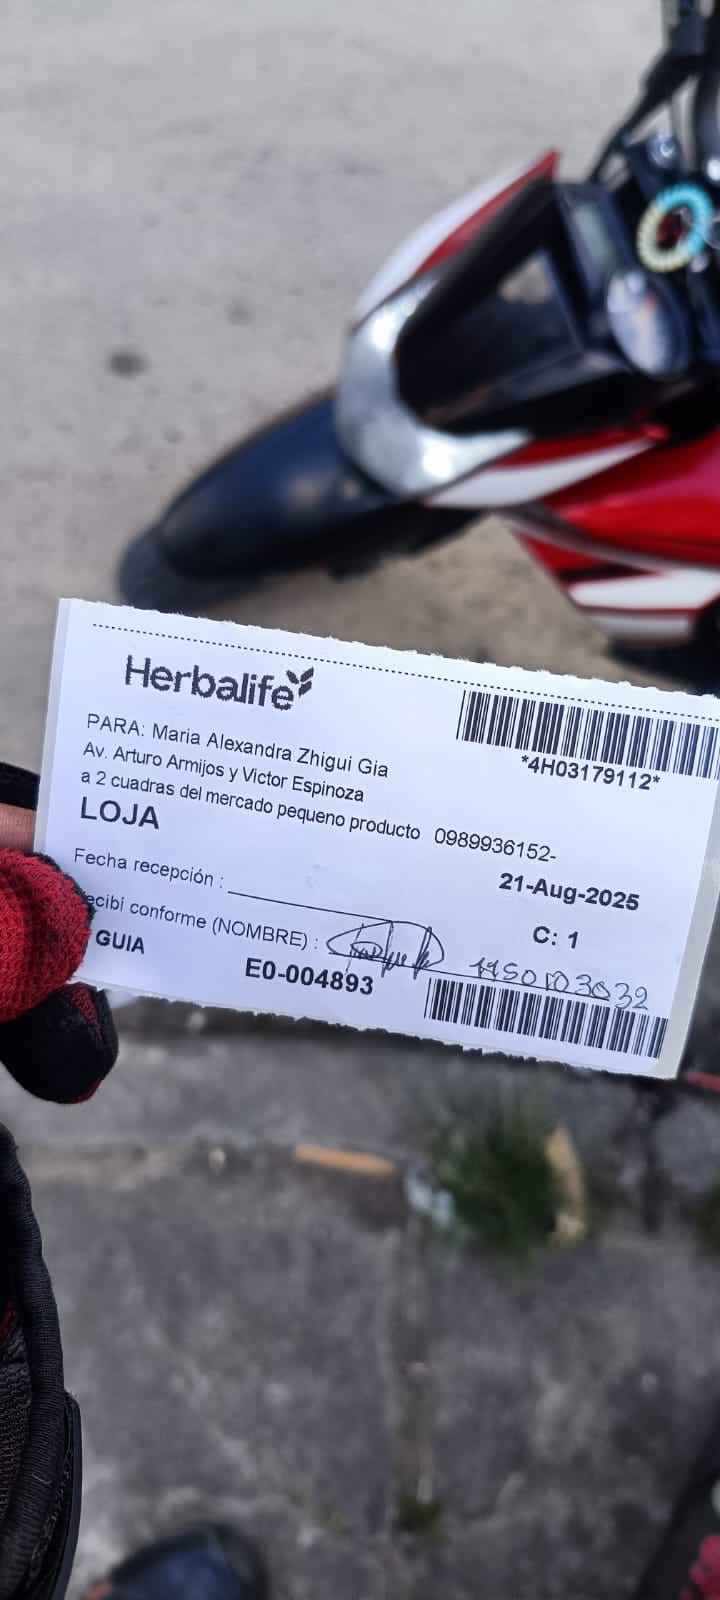 Herbalife
*4H03179112*
PARA: Maria Alexandra Zhigui Gia
Av. Arturo Armijos y Victor Espinoza
a 2 cuadras del mercado pequeno producto 0989936152-
LOJA
21-Aug-2025
Fecha recepción :
C: 1
ecibi conforme (NOMBRE) :
GUIA
E0-004893